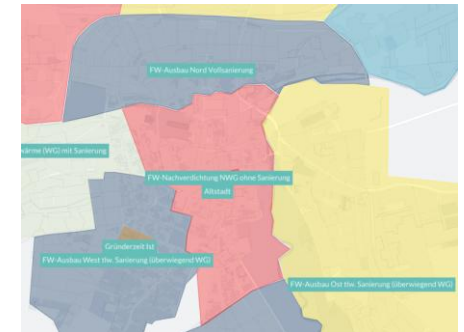 FW-Ausbau Nord Vollsanierung
wärme (WG) mit Sanierung
FW-Nachverdichtung NWG ohne Sanierung
Altstadt
Gründerzeit Ist
FW-Ausbau West tlw. Sanierung (überwiegend WG)
FW-Ausbau Ost tlw. Sanierung (überwiegend WG)